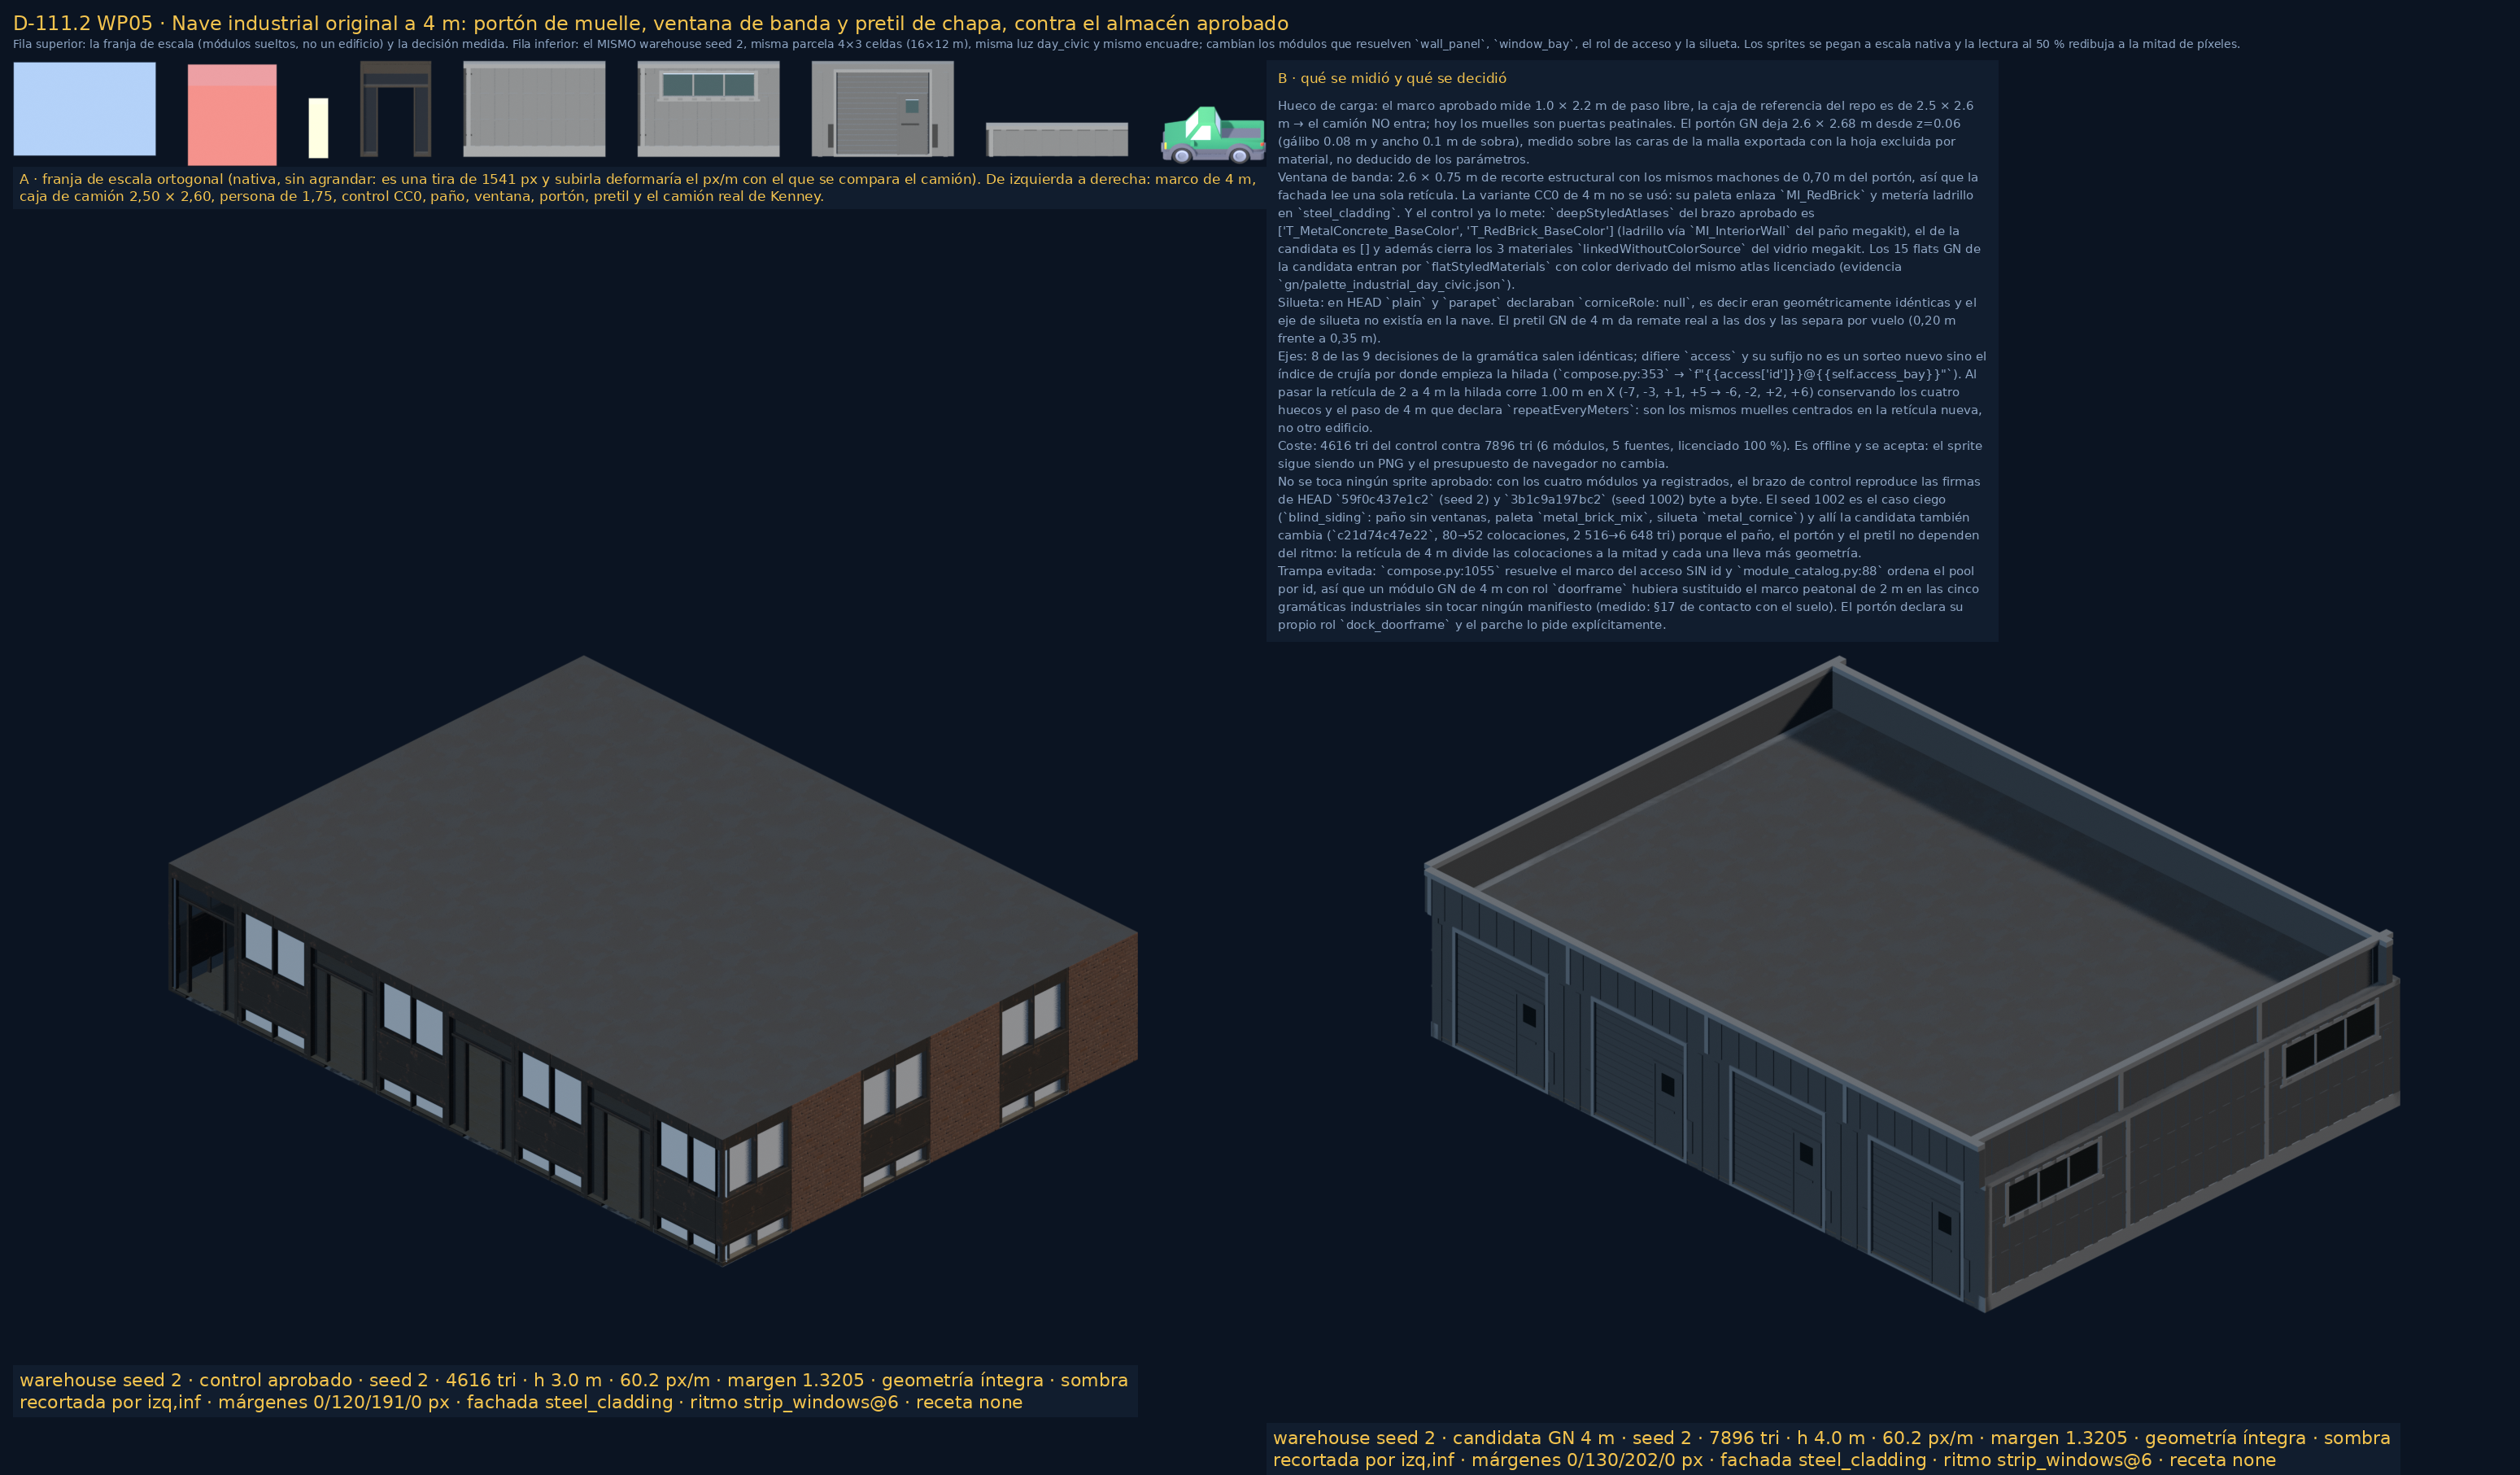 D-111.2 WP05 · Nave industrial original a 4 m: portón de muelle, ventana de banda y pretil de chapa, contra el almacén aprobado
Fila superior: la franja de escala (módulos sueltos, no un edificio) y la decisión medida. Fila inferior: el MISMO warehouse seed 2, misma parcela 4×3 celdas (16×12 m), misma luz day_civic y mismo encuadre; cambian los módulos que resuelven `wall_panel`, `window_bay`, el rol de acceso y la silueta. Los sprites se pegan a escala nativa y la lectura al 50 % redibuja a la mitad de píxeles.
A · franja de escala ortogonal (nativa, sin agrandar: es una tira de 1541 px y subirla deformaría el px/m con el que se compara el camión). De izquierda a derecha: marco de 4 m,
caja de camión 2,50 × 2,60, persona de 1,75, control CC0, paño, ventana, portón, pretil y el camión real de Kenney.
B · qué se midió y qué se decidió
Hueco de carga: el marco aprobado mide 1.0 × 2.2 m de paso libre, la caja de referencia del repo es de 2.5 × 2.6
m → el camión NO entra; hoy los muelles son puertas peatinales. El portón GN deja 2.6 × 2.68 m desde z=0.06
(gálibo 0.08 m y ancho 0.1 m de sobra), medido sobre las caras de la malla exportada con la hoja excluida por
material, no deducido de los parámetros.
Ventana de banda: 2.6 × 0.75 m de recorte estructural con los mismos machones de 0,70 m del portón, así que la
fachada lee una sola retícula. La variante CC0 de 4 m no se usó: su paleta enlaza `MI_RedBrick` y metería ladrillo
en `steel_cladding`. Y el control ya lo mete: `deepStyledAtlases` del brazo aprobado es
['T_MetalConcrete_BaseColor', 'T_RedBrick_BaseColor'] (ladrillo vía `MI_InteriorWall` del paño megakit), el de la
candidata es [] y además cierra los 3 materiales `linkedWithoutColorSource` del vidrio megakit. Los 15 flats GN de
la candidata entran por `flatStyledMaterials` con color derivado del mismo atlas licenciado (evidencia
`gn/palette_industrial_day_civic.json`).
Silueta: en HEAD `plain` y `parapet` declaraban `corniceRole: null`, es decir eran geométricamente idénticas y el
eje de silueta no existía en la nave. El pretil GN de 4 m da remate real a las dos y las separa por vuelo (0,20 m
frente a 0,35 m).
Ejes: 8 de las 9 decisiones de la gramática salen idénticas; difiere `access` y su sufijo no es un sorteo nuevo sino el
índice de crujía por donde empieza la hilada (`compose.py:353` → `f"{{access['id']}}@{{self.access_bay}}"`). Al
pasar la retícula de 2 a 4 m la hilada corre 1.00 m en X (-7, -3, +1, +5 → -6, -2, +2, +6) conservando los cuatro
huecos y el paso de 4 m que declara `repeatEveryMeters`: son los mismos muelles centrados en la retícula nueva,
no otro edificio.
Coste: 4616 tri del control contra 7896 tri (6 módulos, 5 fuentes, licenciado 100 %). Es offline y se acepta: el sprite
sigue siendo un PNG y el presupuesto de navegador no cambia.
No se toca ningún sprite aprobado: con los cuatro módulos ya registrados, el brazo de control reproduce las firmas
de HEAD `59f0c437e1c2` (seed 2) y `3b1c9a197bc2` (seed 1002) byte a byte. El seed 1002 es el caso ciego
(`blind_siding`: paño sin ventanas, paleta `metal_brick_mix`, silueta `metal_cornice`) y allí la candidata también
cambia (`c21d74c47e22`, 80→52 colocaciones, 2 516→6 648 tri) porque el paño, el portón y el pretil no dependen
del ritmo: la retícula de 4 m divide las colocaciones a la mitad y cada una lleva más geometría.
Trampa evitada: `compose.py:1055` resuelve el marco del acceso SIN id y `module_catalog.py:88` ordena el pool
por id, así que un módulo GN de 4 m con rol `doorframe` hubiera sustituido el marco peatonal de 2 m en las cinco
gramáticas industriales sin tocar ningún manifiesto (medido: §17 de contacto con el suelo). El portón declara su
propio rol `dock_doorframe` y el parche lo pide explícitamente.
warehouse seed 2 · control aprobado · seed 2 · 4616 tri · h 3.0 m · 60.2 px/m · margen 1.3205 · geometría íntegra · sombra
recortada por izq,inf · márgenes 0/120/191/0 px · fachada steel_cladding · ritmo strip_windows@6 · receta none
warehouse seed 2 · candidata GN 4 m · seed 2 · 7896 tri · h 4.0 m · 60.2 px/m · margen 1.3205 · geometría íntegra · sombra
recortada por izq,inf · márgenes 0/130/202/0 px · fachada steel_cladding · ritmo strip_windows@6 · receta none